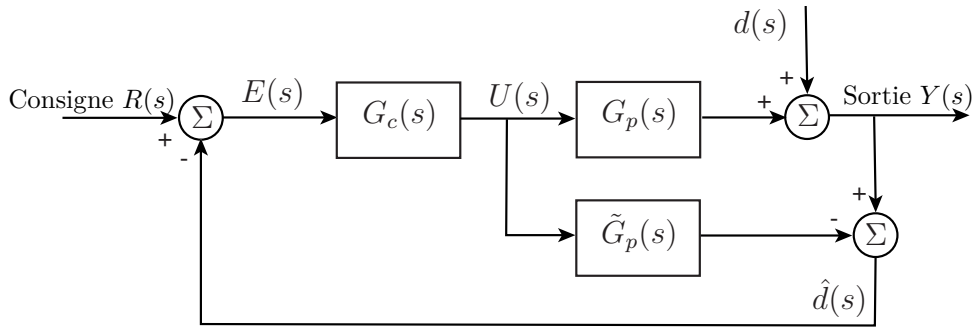 d(s)
+
Consigne R(s)
Σ
+
-
E(s)
G_c(s)
U(s)
G_p(s)
+
Σ
Sortie Y(s)
G̃_p(s)
-
+
Σ
d̂(s)